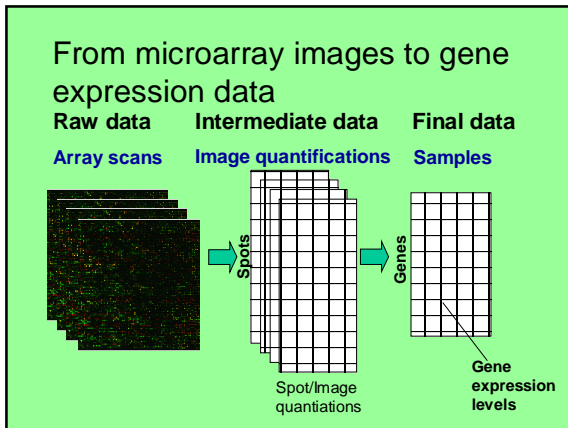 From microarray images to gene
expression data
Raw data Intermediate data Final data
Array scans Image quantifications Samples
Spots
Genes
Spot/Image
quantiations
Gene
expression
levels